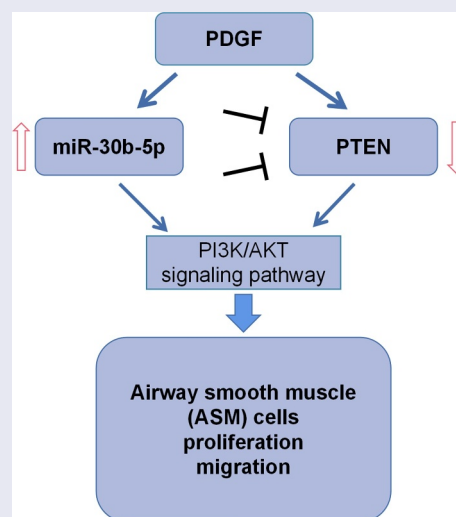 PDGF
miR-30b-5p
PTEN
PI3K/AKT
signaling pathway
Airway smooth muscle
(ASM) cells
proliferation
migration